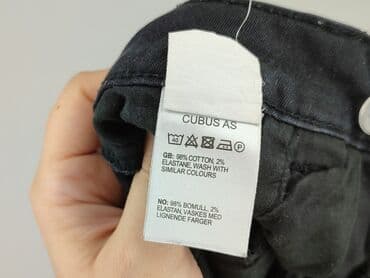 CUBUS AS
40 P
GB: 98% COTTON, 2%
ELASTANE, WASH WITH
SIMILAR COLOURS
NO: 98% BOMULL, 2%
ELASTAN, VASKES MED
LIGNENDE FARGER